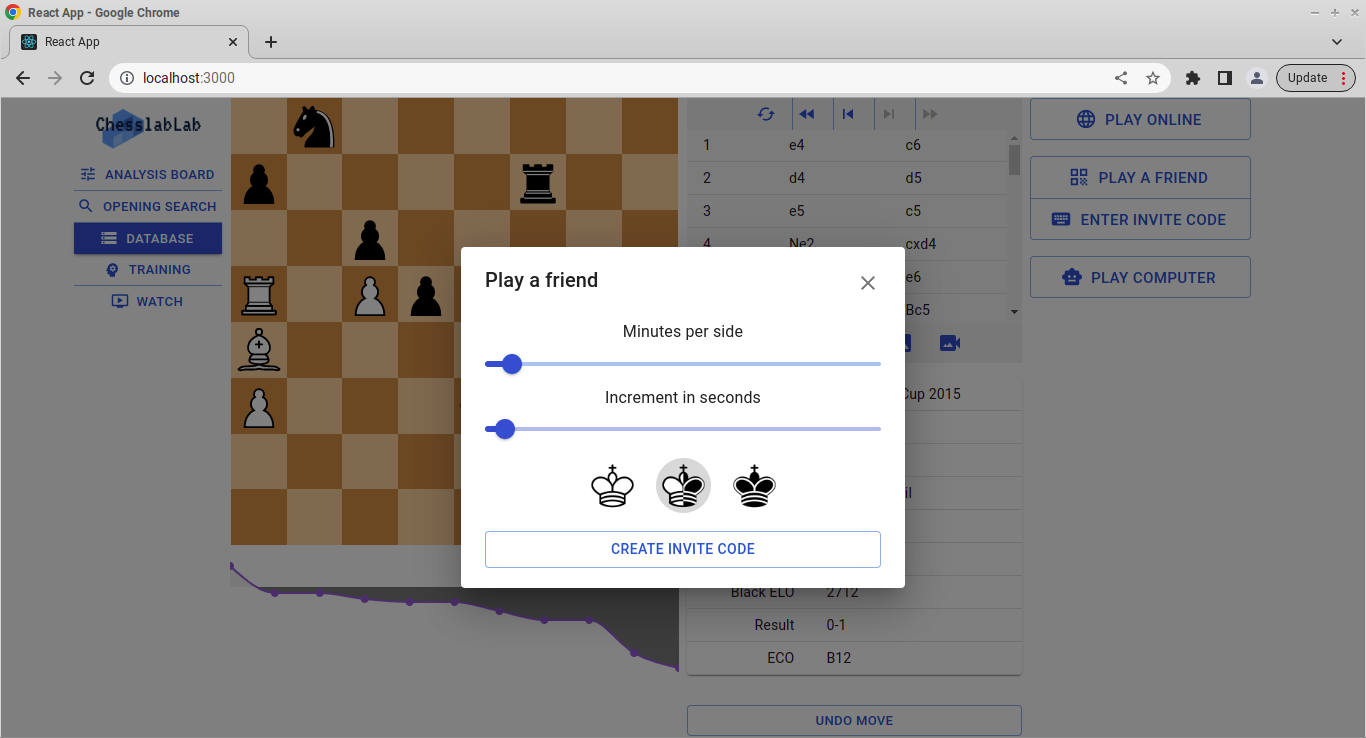 React App - Google Chrome
React App
localhost:3000
Update
ChesslabLab
ANALYSIS BOARD
OPENING SEARCH
DATABASE
TRAINING
WATCH
1 e4 c6
2 d4 d5
3 e5 c5
4 Ne2 cxd4
e6
Bc5
PLAY ONLINE
PLAY A FRIEND
ENTER INVITE CODE
PLAY COMPUTER
Play a friend
Minutes per side
Increment in seconds
CREATE INVITE CODE
Cup 2015
il
Black ELO 2712
Result 0-1
ECO B12
UNDO MOVE